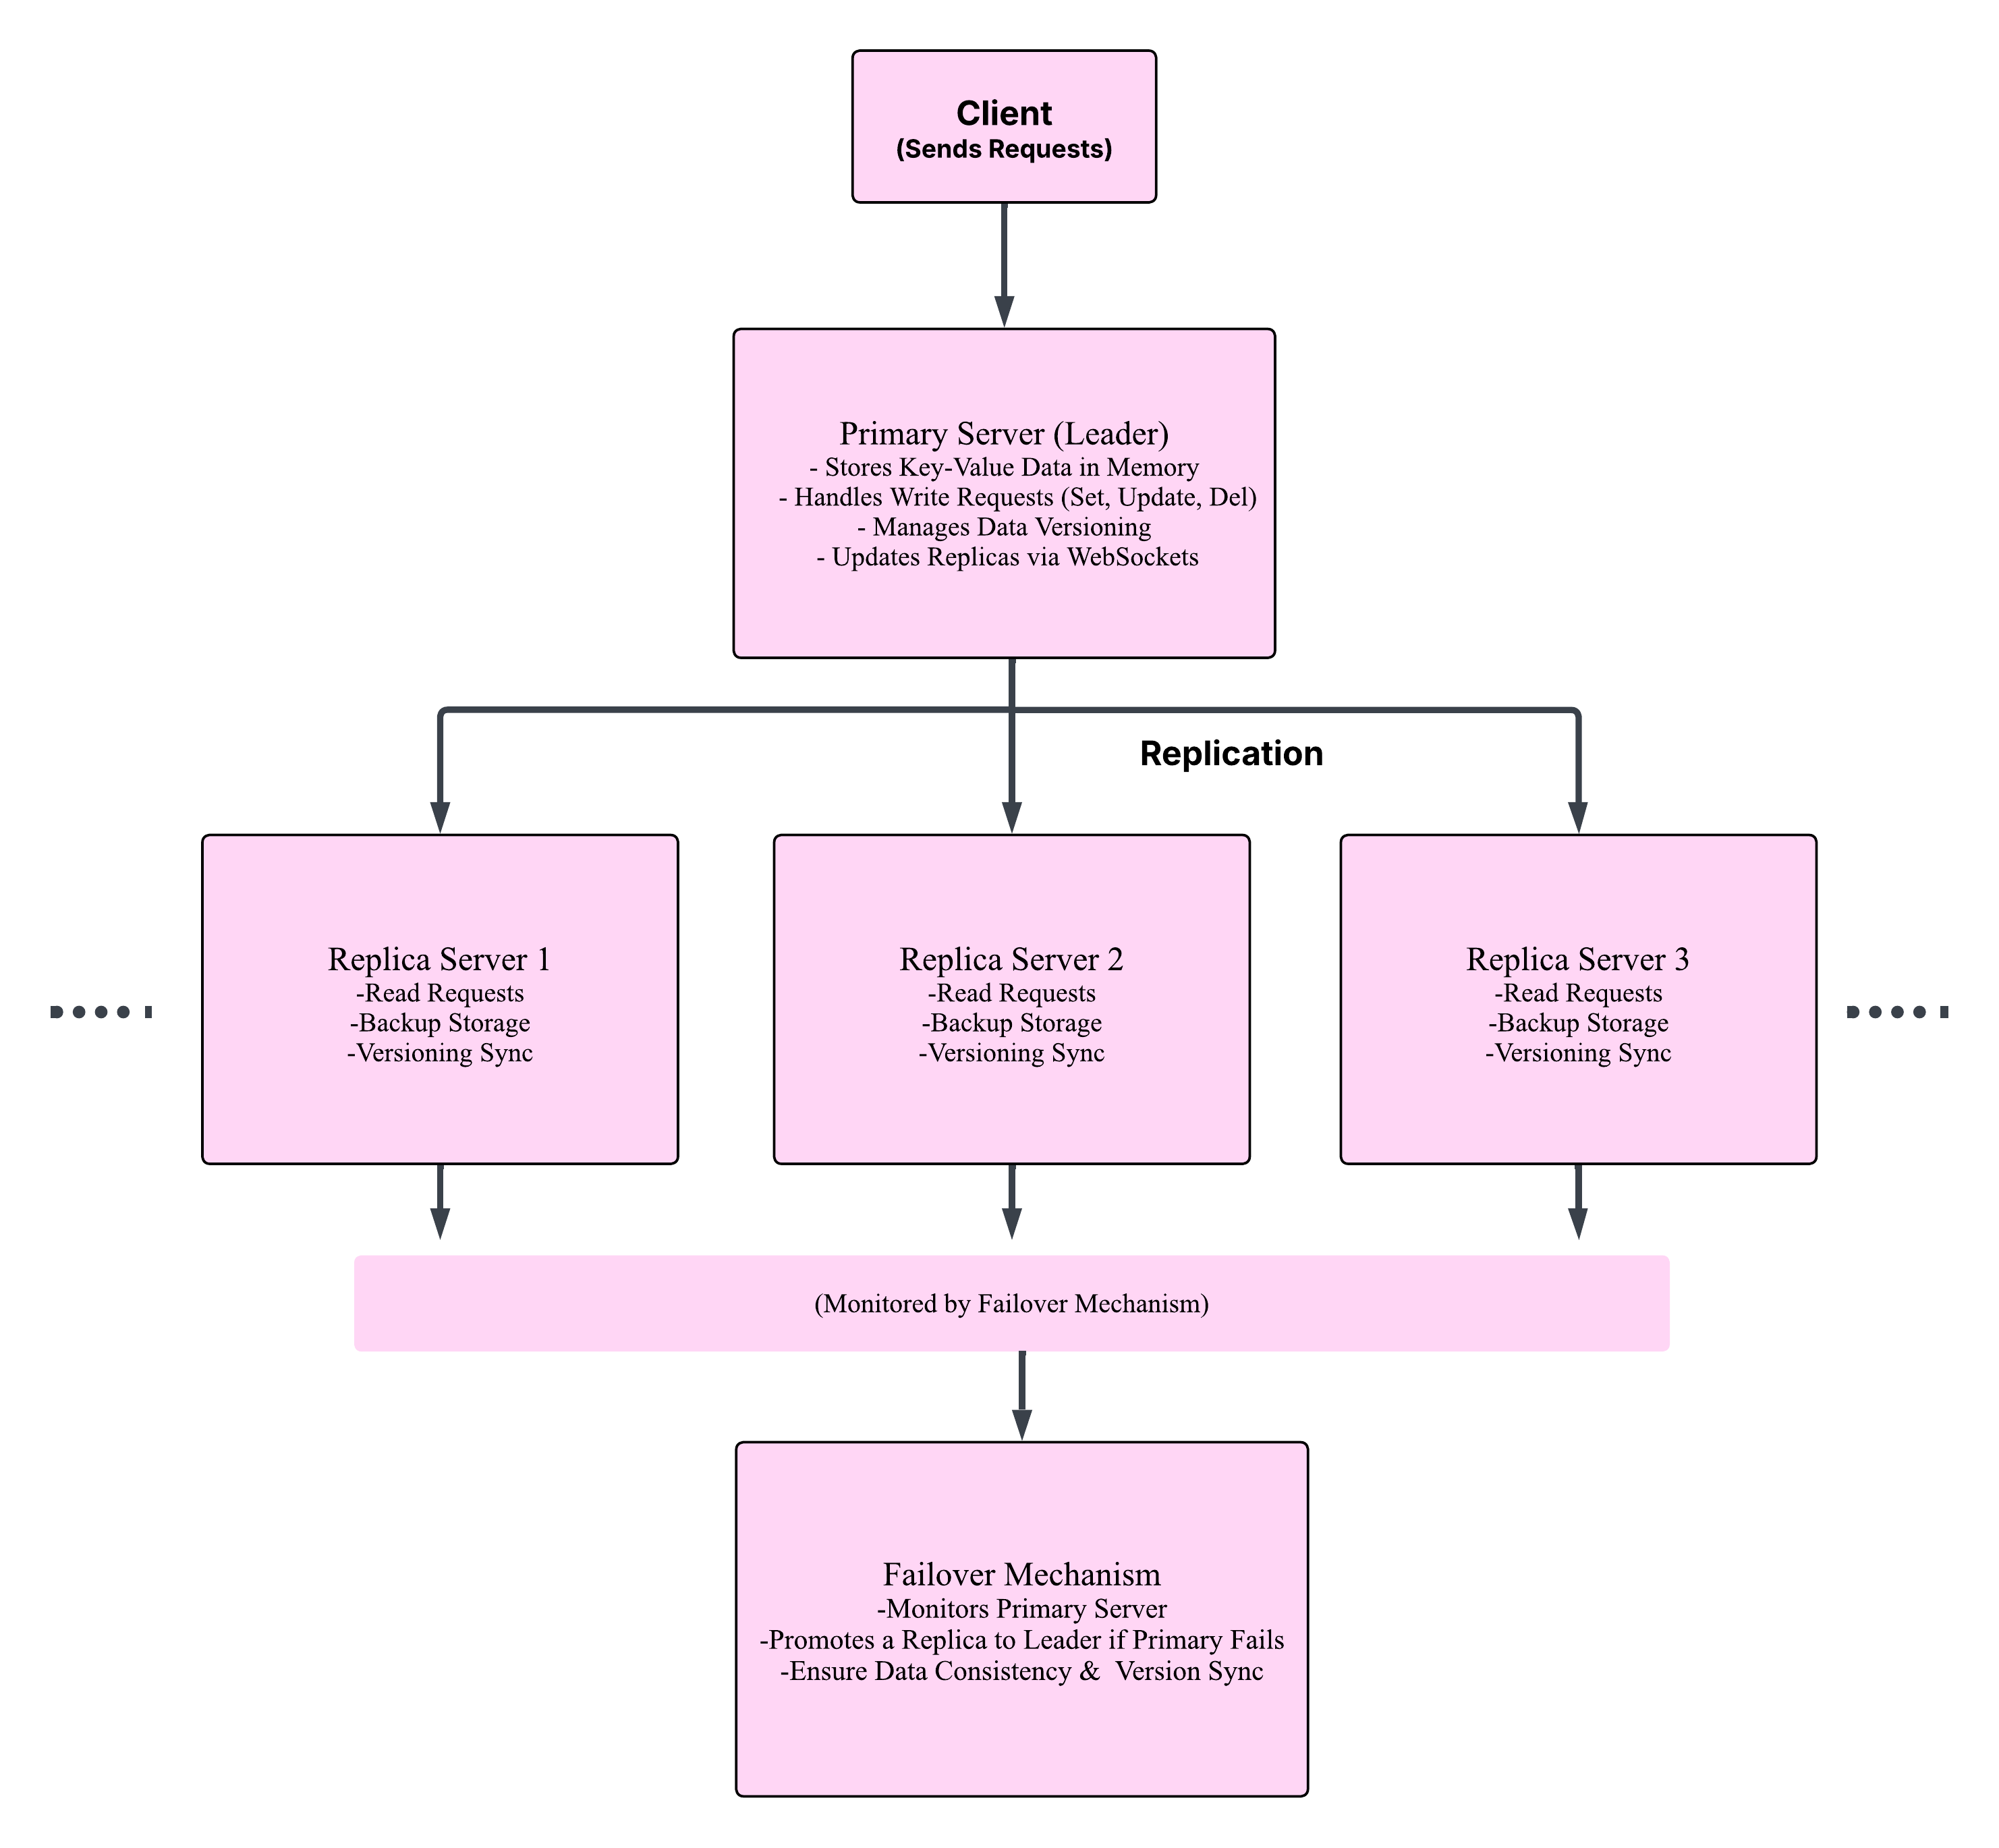 Client
(Sends Requests)
Primary Server (Leader)
- Stores Key-Value Data in Memory
- Handles Write Requests (Set, Update, Del)
- Manages Data Versioning
- Updates Replicas via WebSockets
Replication
Replica Server 1
-Read Requests
-Backup Storage
-Versioning Sync
Replica Server 2
-Read Requests
-Backup Storage
-Versioning Sync
Replica Server 3
-Read Requests
-Backup Storage
-Versioning Sync
(Monitored by Failover Mechanism)
Failover Mechanism
-Monitors Primary Server
-Promotes a Replica to Leader if Primary Fails
-Ensure Data Consistency &  Version Sync